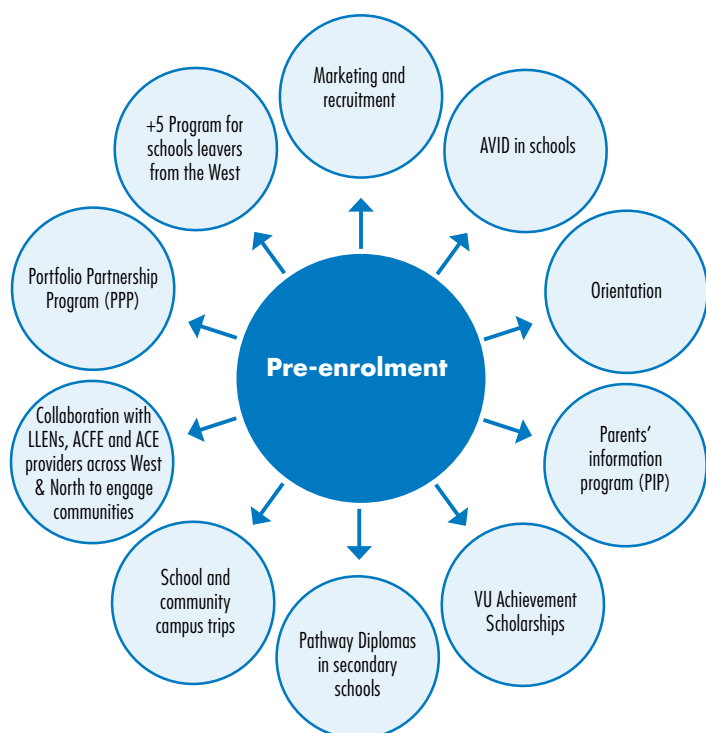 Marketing and
recruitment
AVID in schools
Orientation
Parents'
information
program (PIP)
VU Achievement
Scholarships
Pathway Diplomas
in secondary
schools
School and
community
campus trips
Collaboration with
LLENs, ACFE and ACE
providers across West
& North to engage
communities
Portfolio Partnership
Program (PPP)
+5 Program for
schools leavers
from the West
Pre-enrolment